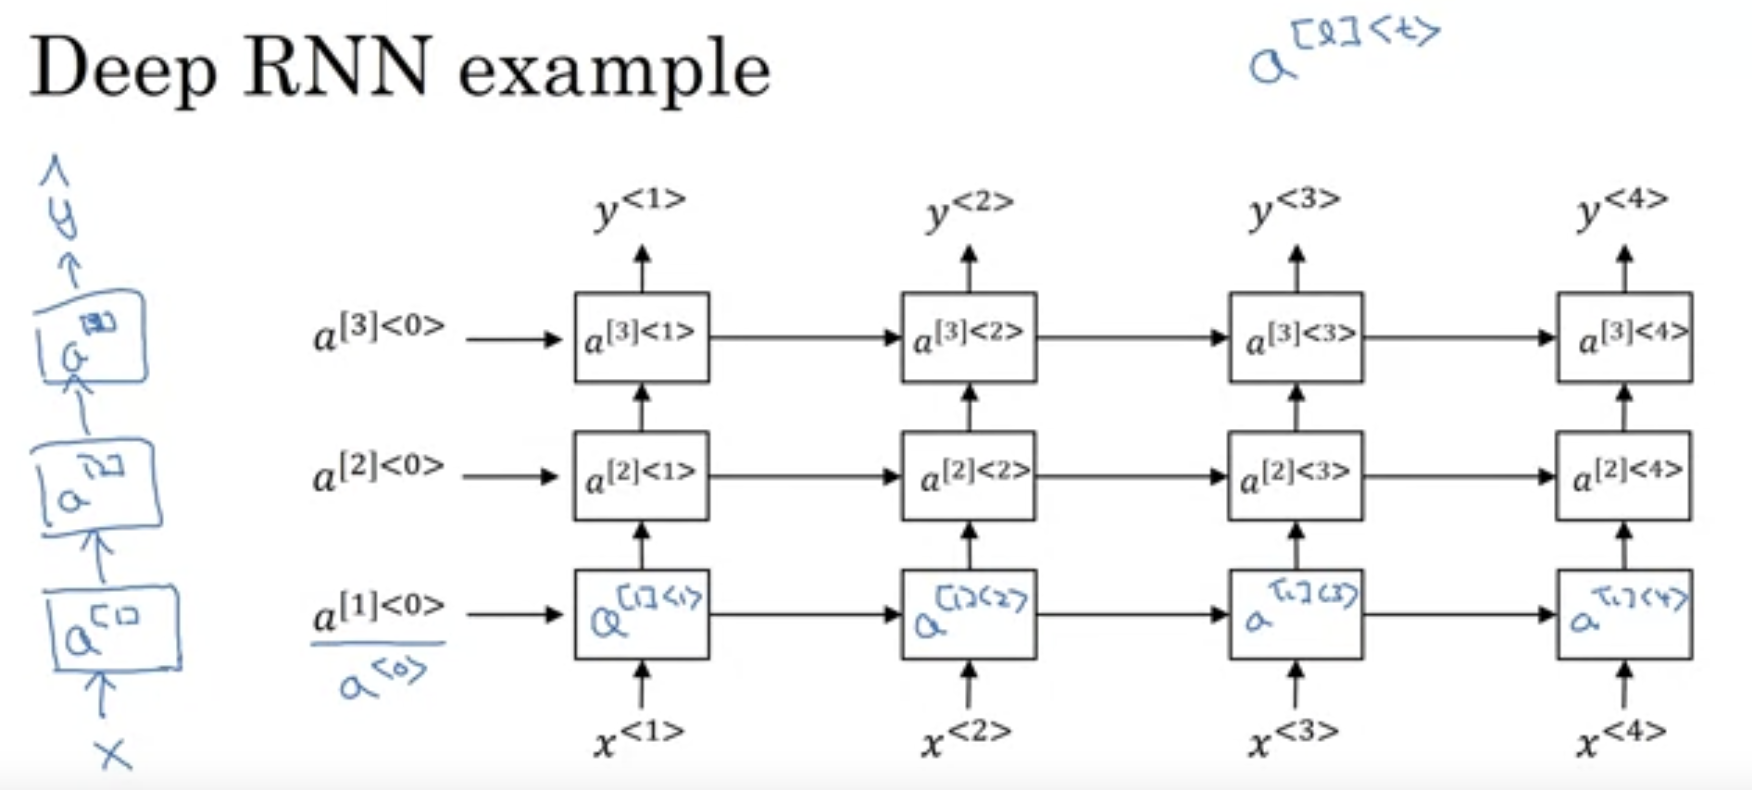 Deep RNN example
a^[l]<t>
y^<1> y^<2> y^<3> y^<4>
ŷ
a^[3] a^[3]<0> a^[3]<1> a^[3]<2> a^[3]<3> a^[3]<4>
a^[2] a^[2]<0> a^[2]<1> a^[2]<2> a^[2]<3> a^[2]<4>
a^[1] a^[1]<0> a^[1]<1> a^[1]<2> a^[1]<3> a^[1]<4>
a^<0>
x x^<1> x^<2> x^<3> x^<4>